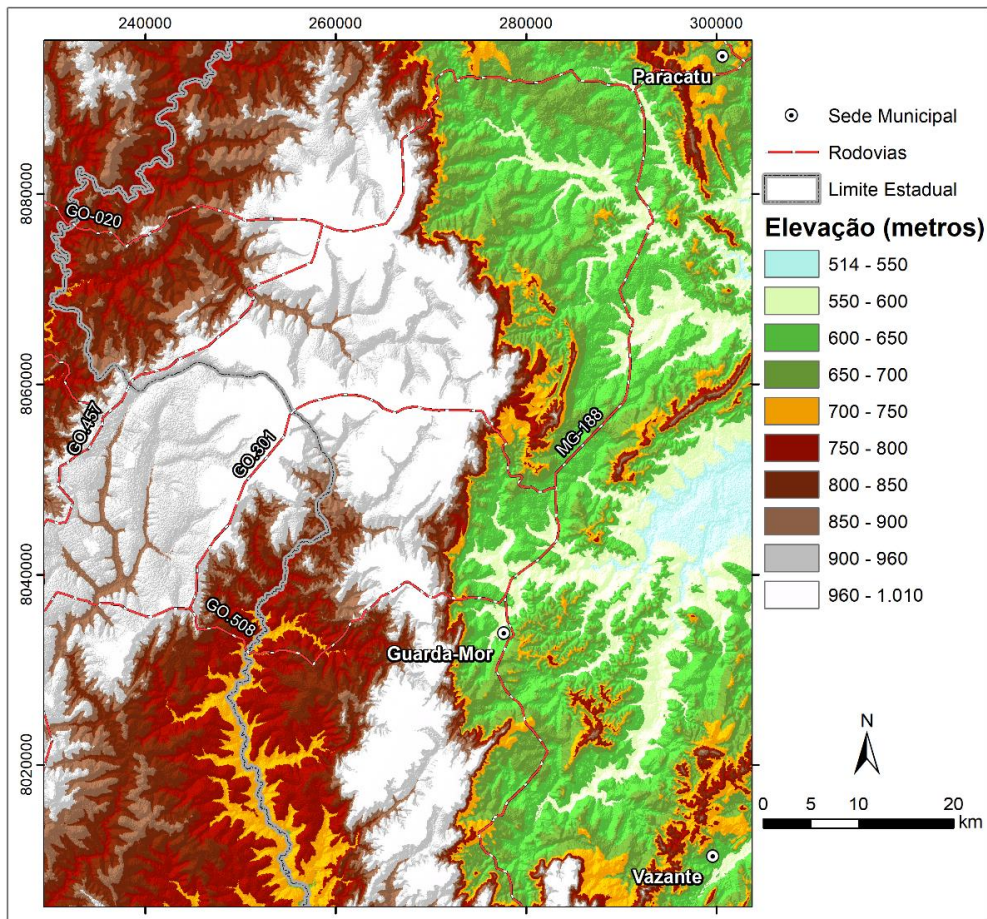 240000
260000
280000
300000
8080000
8060000
8040000
8020000
Paracatu
GO-020
GO.457
GO.301
MG-188
GO.508
Guarda-Mor
Vazante
Sede Municipal
Rodovias
Limite Estadual
Elevação (metros)
514 - 550
550 - 600
600 - 650
650 - 700
700 - 750
750 - 800
800 - 850
850 - 900
900 - 960
960 - 1.010
N
0 5 10 20
km